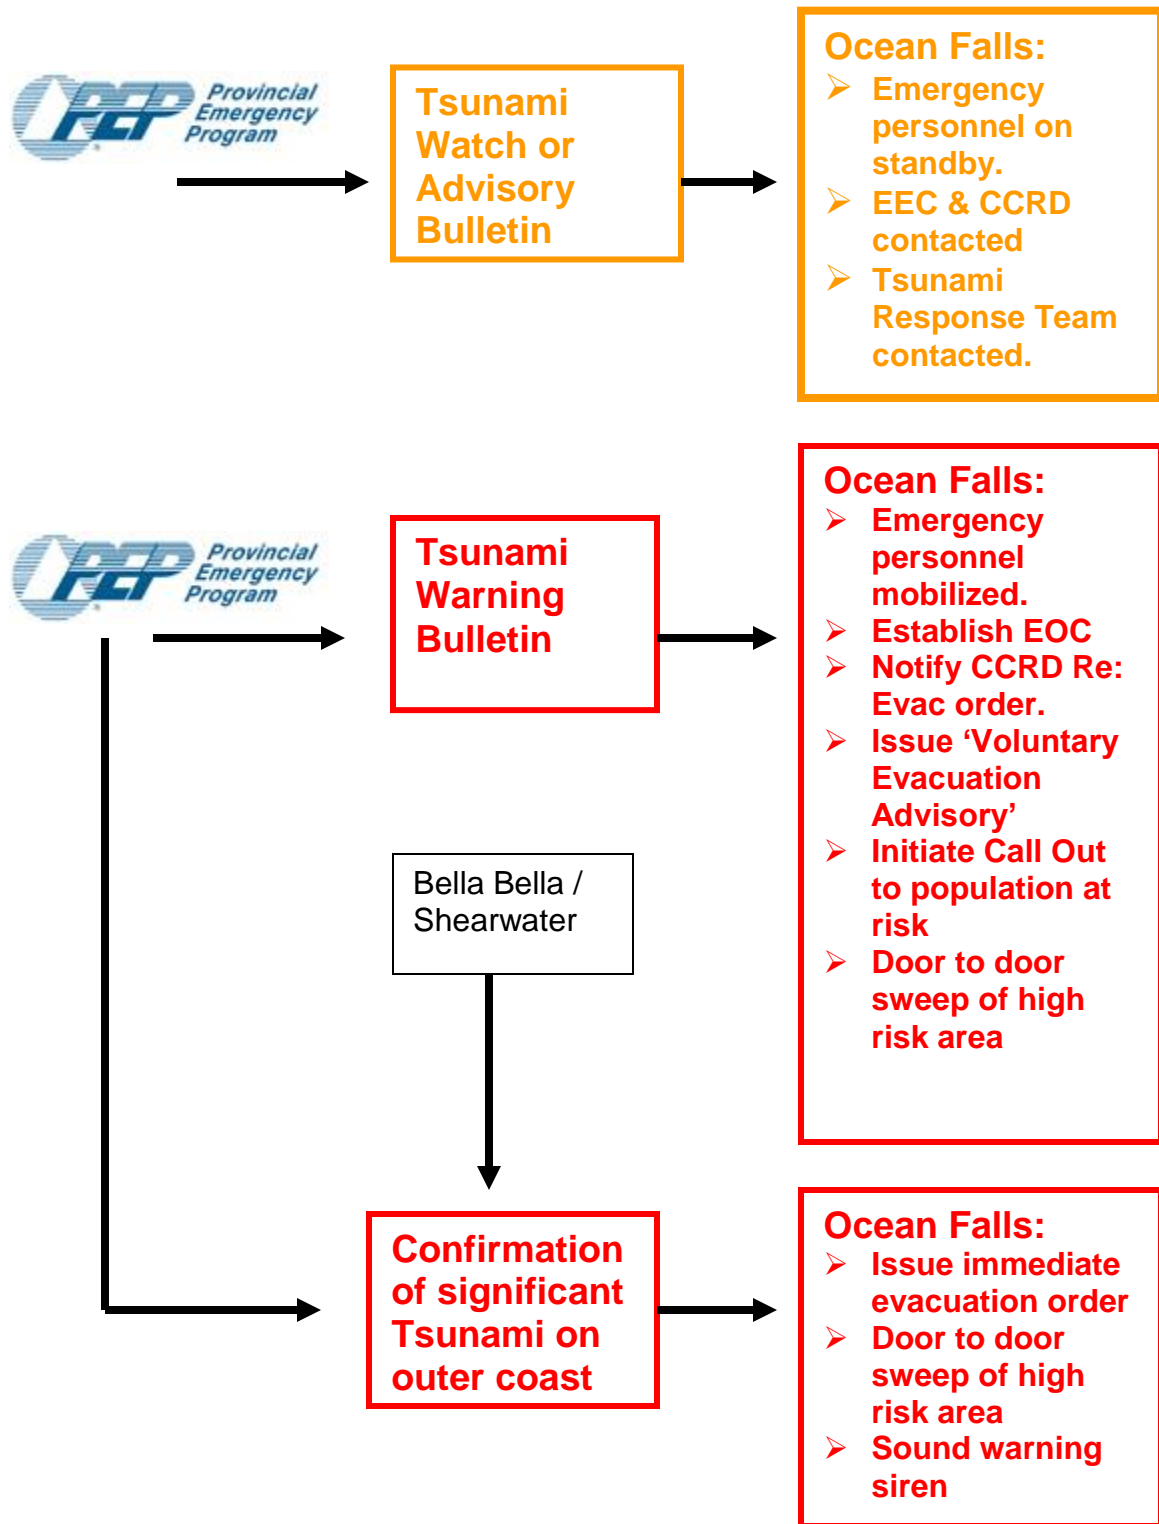 PEP Provincial
Emergency
Program
Tsunami
Watch or
Advisory
Bulletin
Ocean Falls:
➢ Emergency
personnel on
standby.
➢ EEC & CCRD
contacted
➢ Tsunami
Response Team
contacted.
PEP Provincial
Emergency
Program
Tsunami
Warning
Bulletin
Ocean Falls:
➢ Emergency
personnel
mobilized.
➢ Establish EOC
➢ Notify CCRD Re:
Evac order.
➢ Issue ‘Voluntary
Evacuation
Advisory’
➢ Initiate Call Out
to population at
risk
➢ Door to door
sweep of high
risk area
Bella Bella /
Shearwater
Confirmation
of significant
Tsunami on
outer coast
Ocean Falls:
➢ Issue immediate
evacuation order
➢ Door to door
sweep of high
risk area
➢ Sound warning
siren